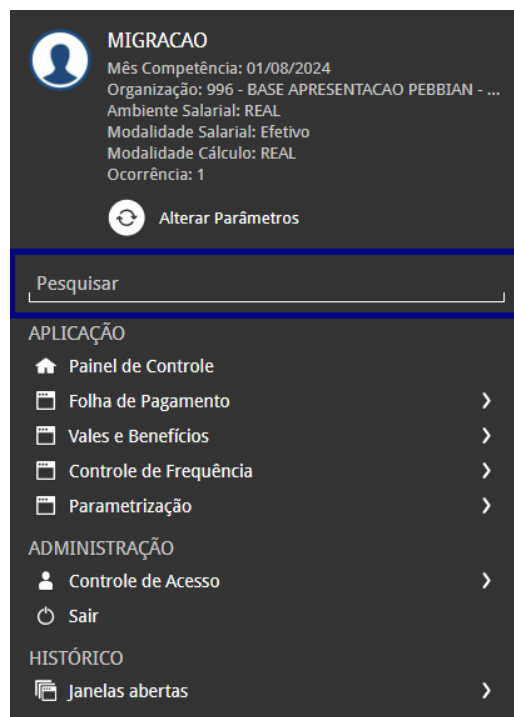 MIGRACAO
Mês Competência: 01/08/2024
Organização: 996 - BASE APRESENTACAO PEBBIAN - ...
Ambiente Salarial: REAL
Modalidade Salarial: Efetivo
Modalidade Cálculo: REAL
Ocorrência: 1
Alterar Parâmetros
Pesquisar
APLICAÇÃO
Painel de Controle
Folha de Pagamento
Vales e Benefícios
Controle de Frequência
Parametrização
ADMINISTRAÇÃO
Controle de Acesso
Sair
HISTÓRICO
Janelas abertas